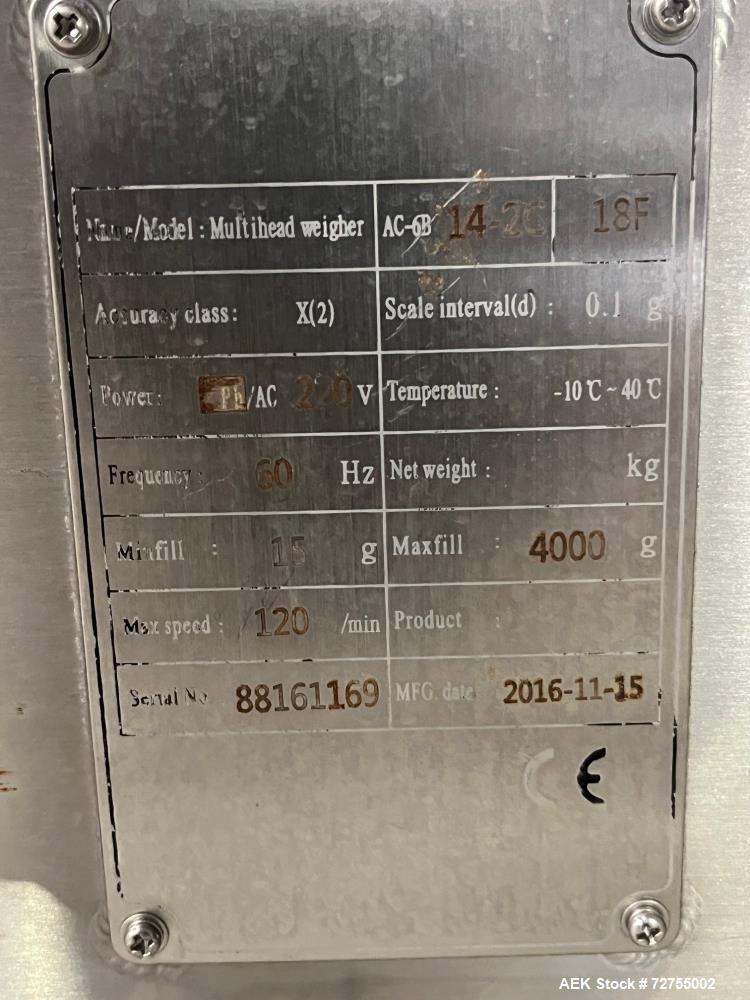 Name/Model : Multihead weigher AC-6B 14-2C 18F
Accuracy class : X(2) Scale interval(d) : 0.1 g
Power : Ph/AC 220 V Temperature : -10℃ ~ 40℃
Frequency : 60 Hz Net weight : kg
Minfill : 15 g Maxfill : 4000 g
Max speed : 120 /min Product :
Serial No 88161169 MFG. date 2016-11-15
CE
AEK Stock # 72755002